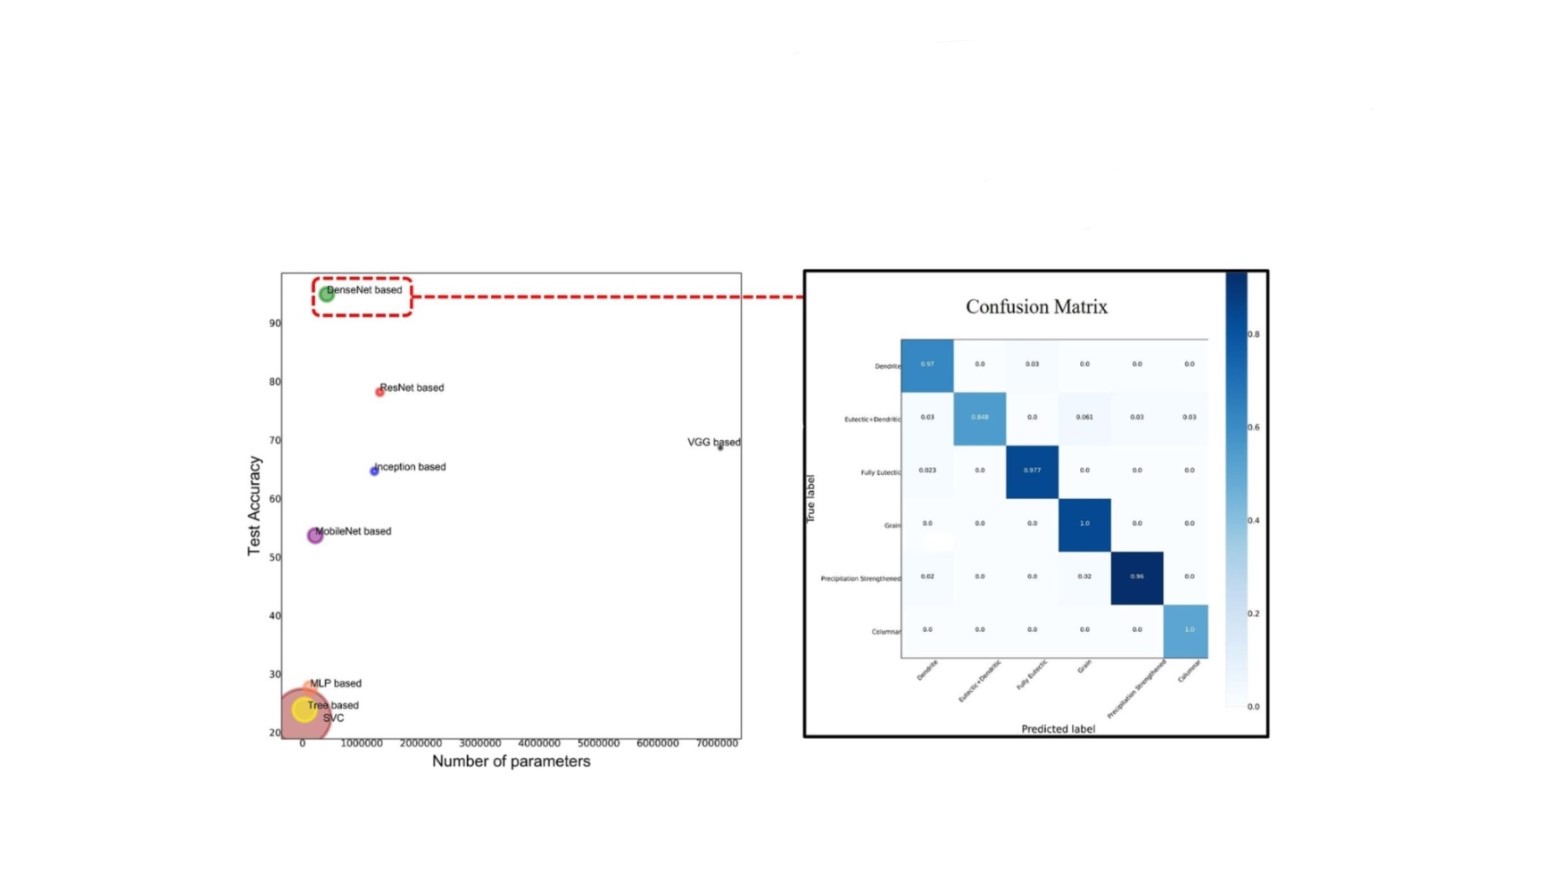 DenseNet based
90
80
ResNet based
70
VGG based
Inception based
60
MobileNet based
50
40
30
MLP based
Tree based
SVC
20
Test Accuracy
0 1000000 2000000 3000000 4000000 5000000 6000000 7000000
Number of parameters
Confusion Matrix
Dendrite 0.97 0.0 0.03 0.0 0.0 0.0
Eutectic+Dendritic 0.03 0.848 0.0 0.061 0.03 0.03
Fully Eutectic 0.023 0.0 0.977 0.0 0.0 0.0
Grain 0.0 0.0 0.0 1.0 0.0 0.0
Precipitation Strengthened 0.02 0.0 0.0 0.02 0.96 0.0
Columnar 0.0 0.0 0.0 0.0 0.0 1.0
True label
Dendrite Eutectic+Dendritic Fully Eutectic Grain Precipitation Strengthened Columnar
Predicted label
0.8
0.6
0.4
0.2
0.0